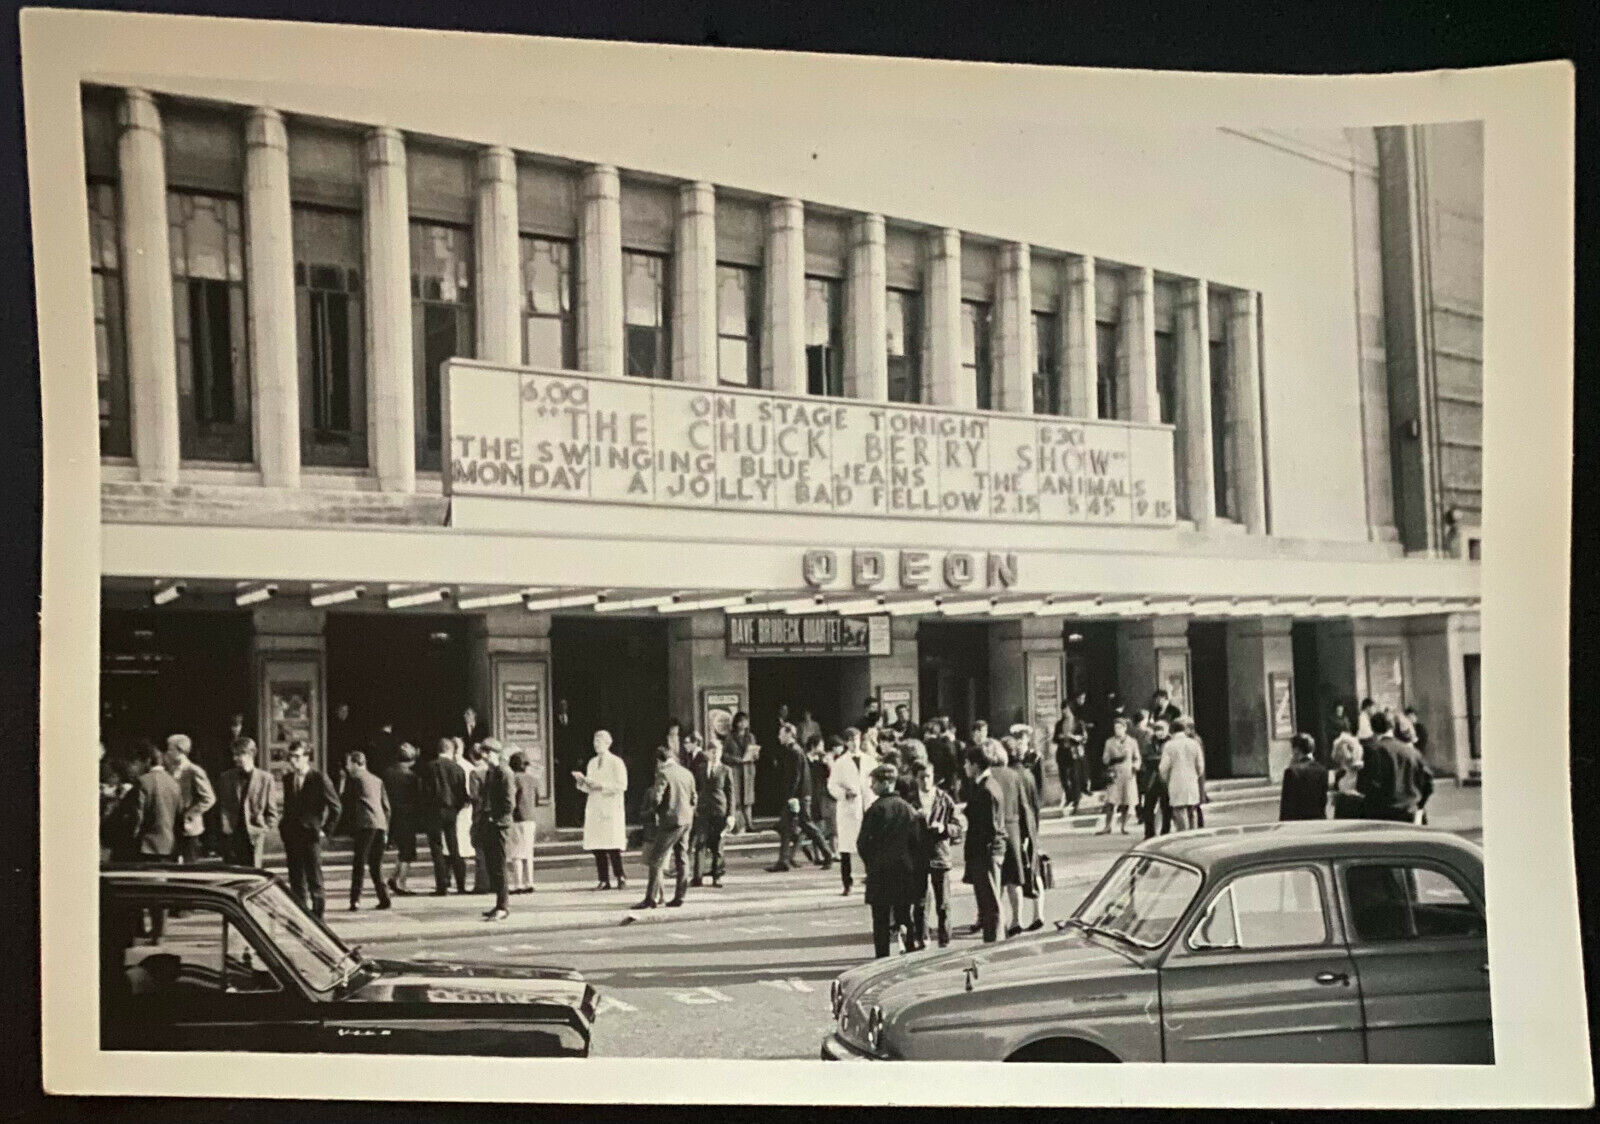 6.00 ON STAGE TONIGHT 8.30
"THE CHUCK BERRY SHOW"
THE SWINGING BLUE JEANS THE ANIMALS
MONDAY A JOLLY BAD FELLOW 2.15 5.45 9.15
ODEON
DAVE BRUBECK QUARTET